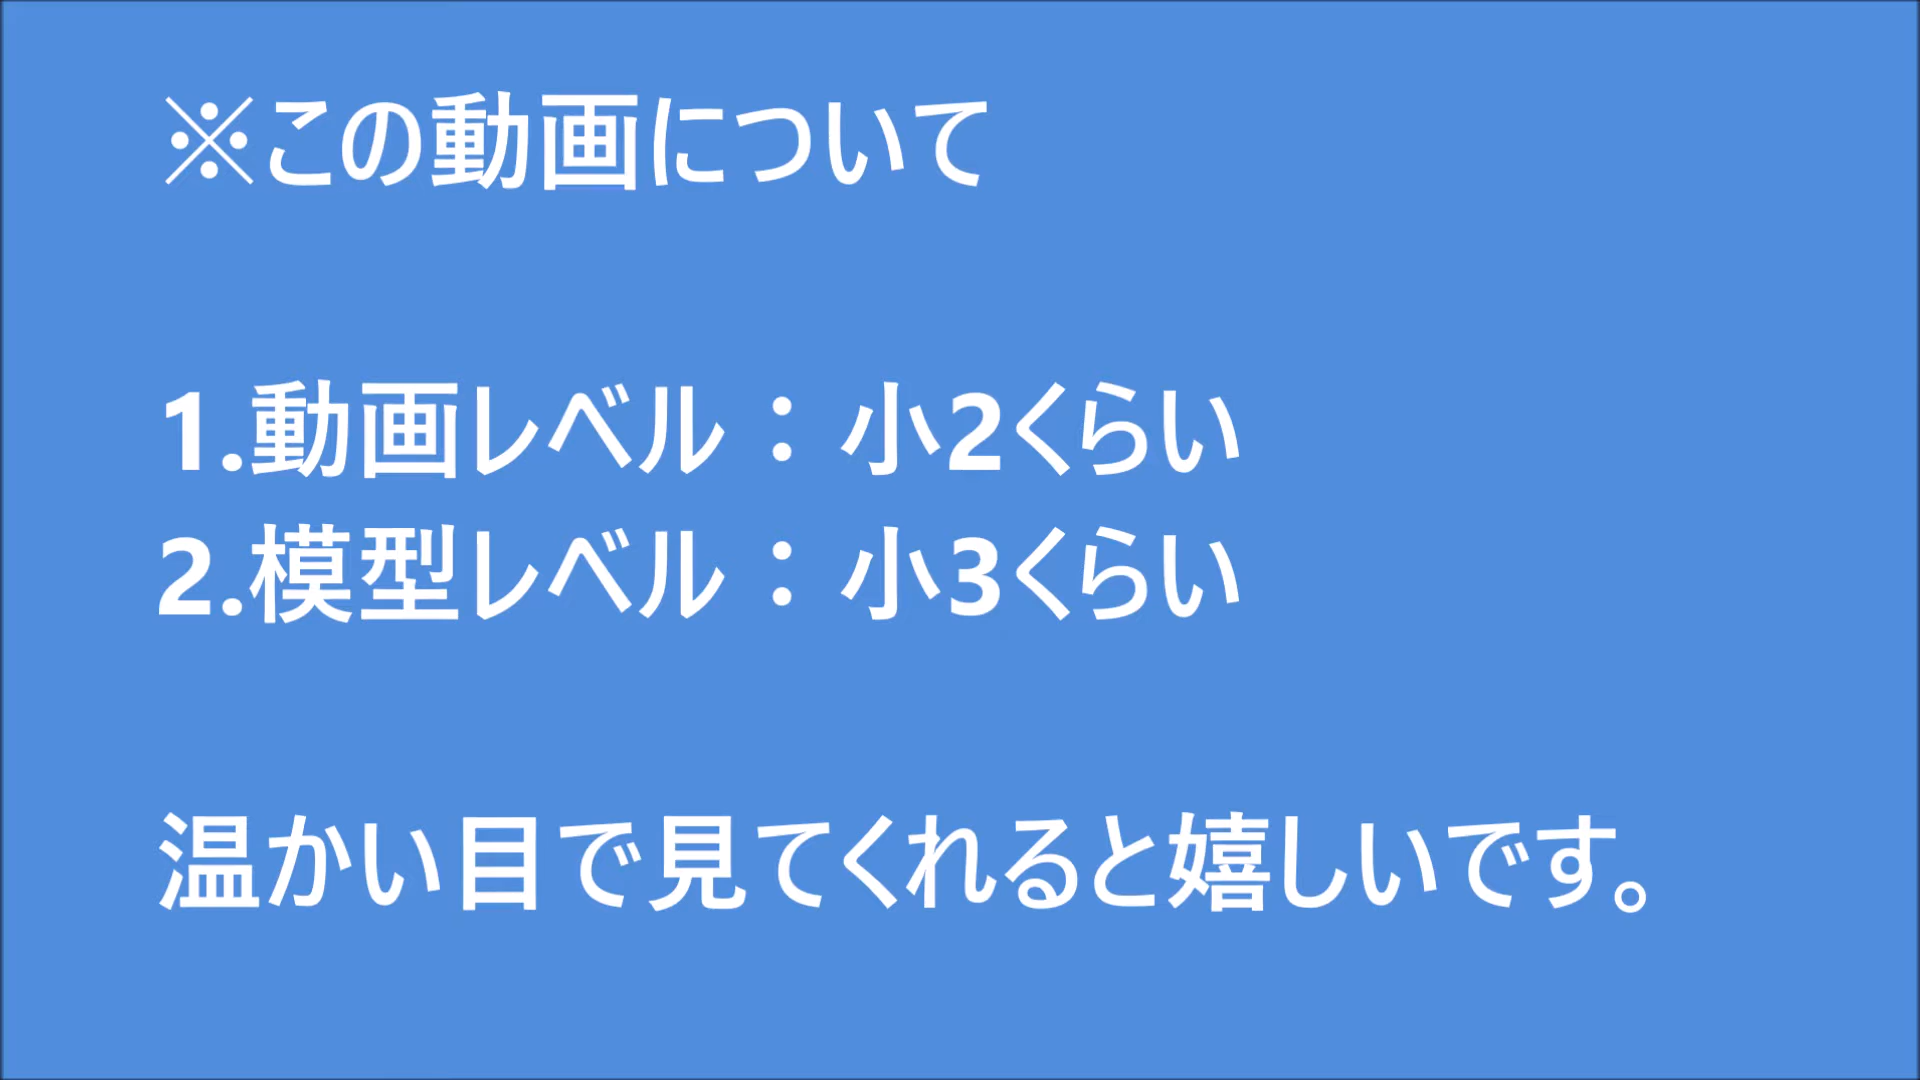 ※この動画について
1.動画レベル：小2くらい
2.模型レベル：小3くらい
温かい目で見てくれると嬉しいです。